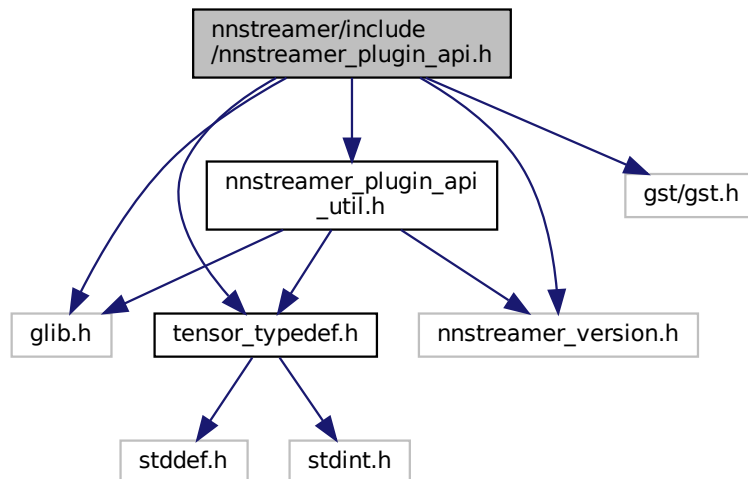 nnstreamer/include
/nnstreamer_plugin_api.h
nnstreamer_plugin_api
_util.h
gst/gst.h
glib.h
tensor_typedef.h
nnstreamer_version.h
stddef.h
stdint.h